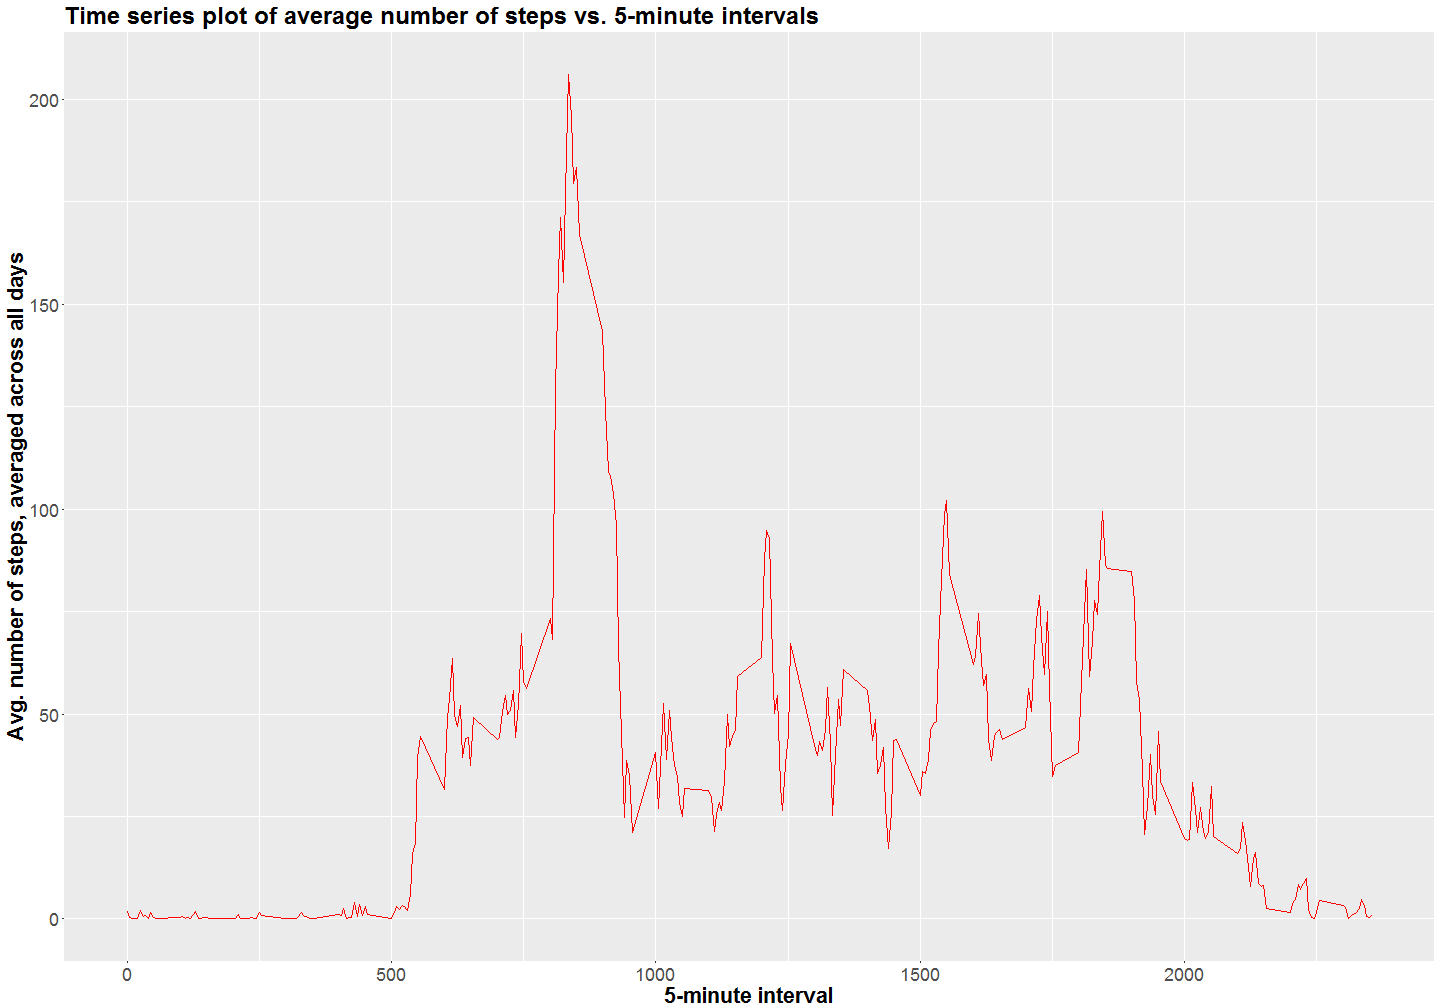 Time series plot of average number of steps vs. 5-minute intervals
Avg. number of steps, averaged across all days
200
150
100
50
0
0 500 1000 1500 2000
5-minute interval